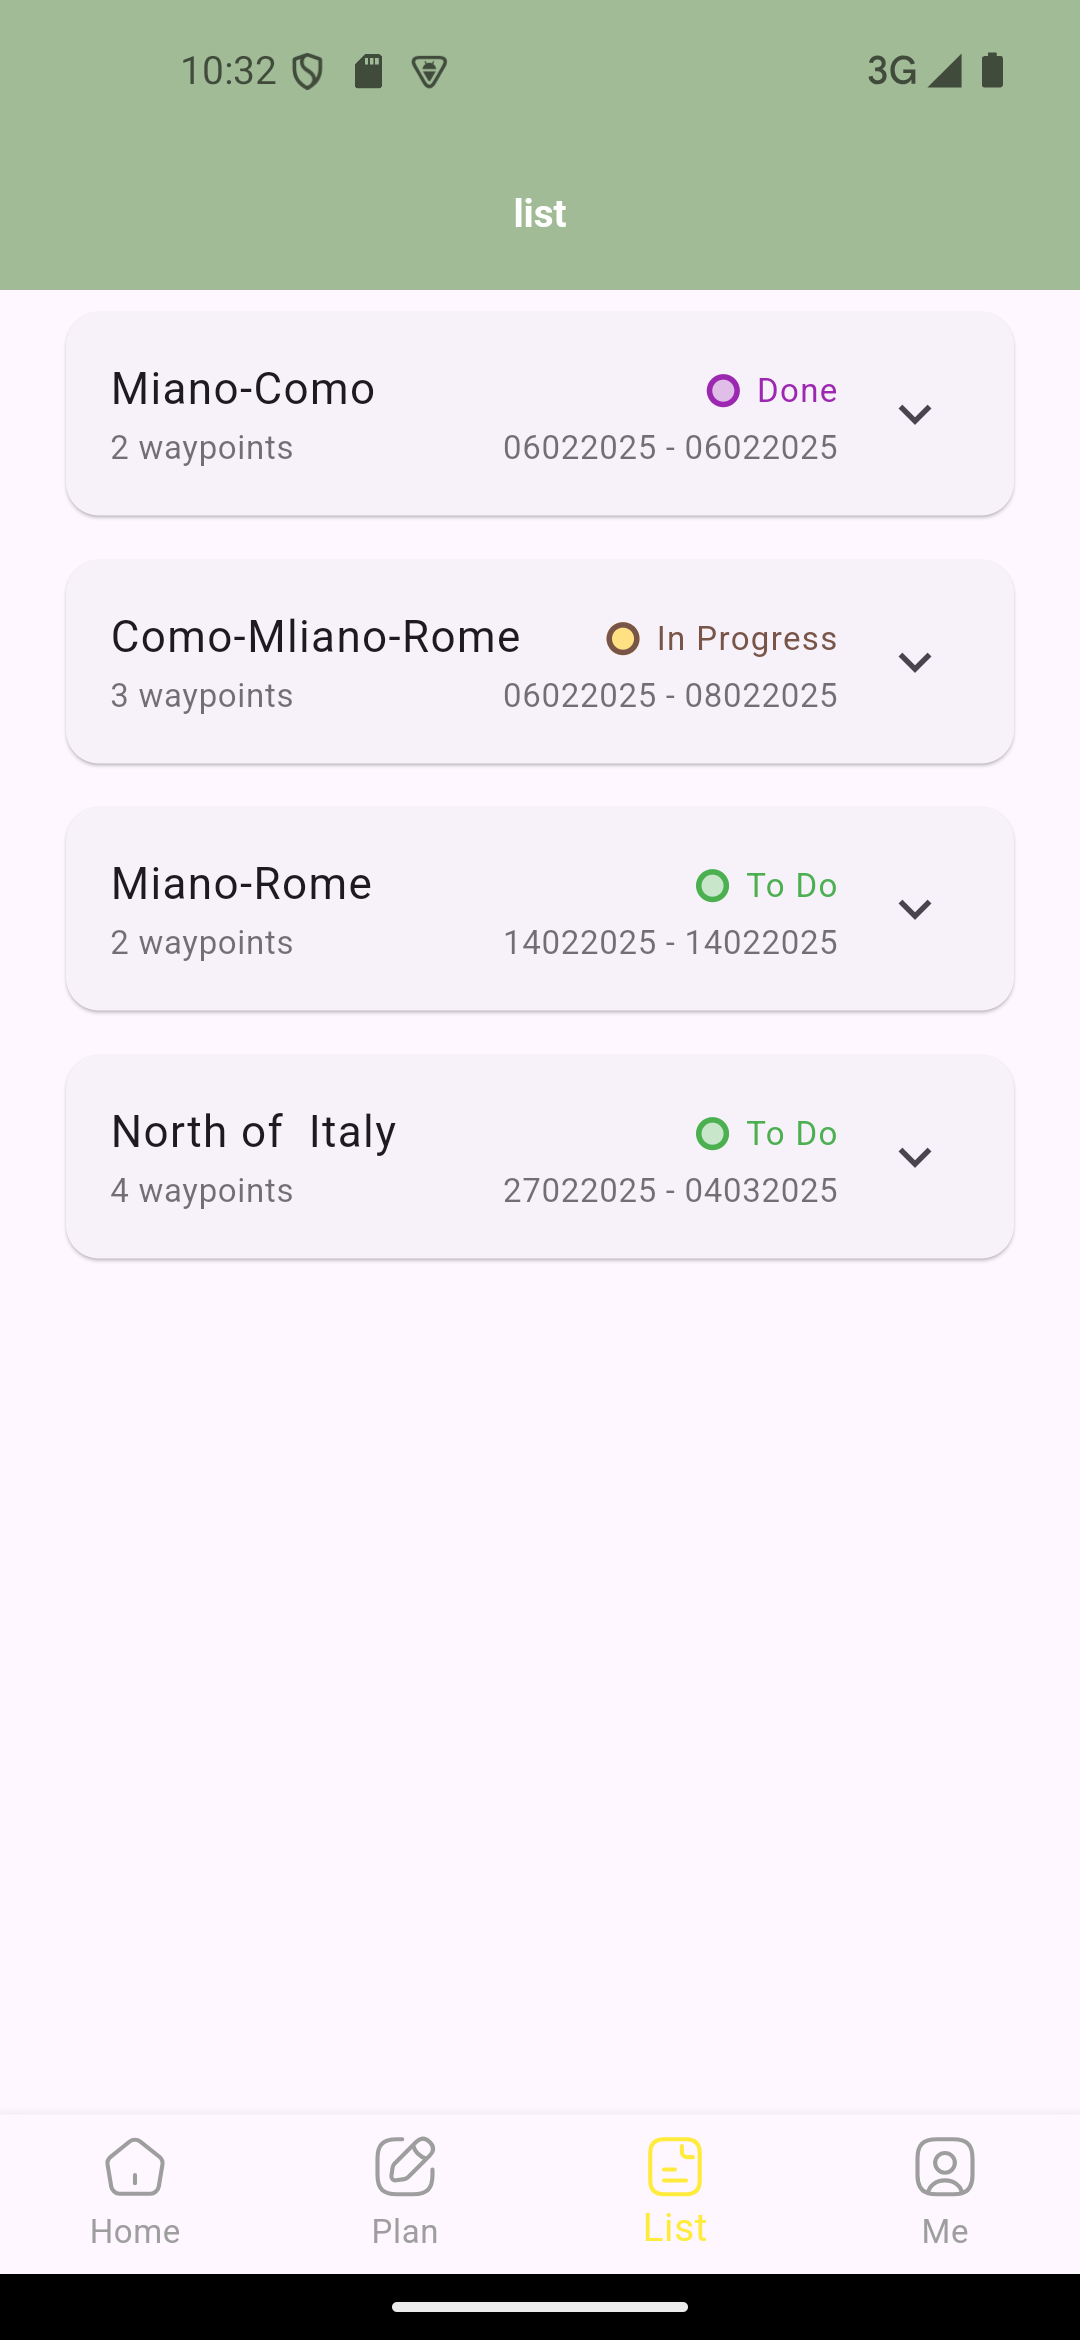 10:32
3G
list
Miano-Como
Done
2 waypoints
06022025 - 06022025
Como-Mliano-Rome
In Progress
3 waypoints
06022025 - 08022025
Miano-Rome
To Do
2 waypoints
14022025 - 14022025
North of  Italy
To Do
4 waypoints
27022025 - 04032025
Home
Plan
List
Me